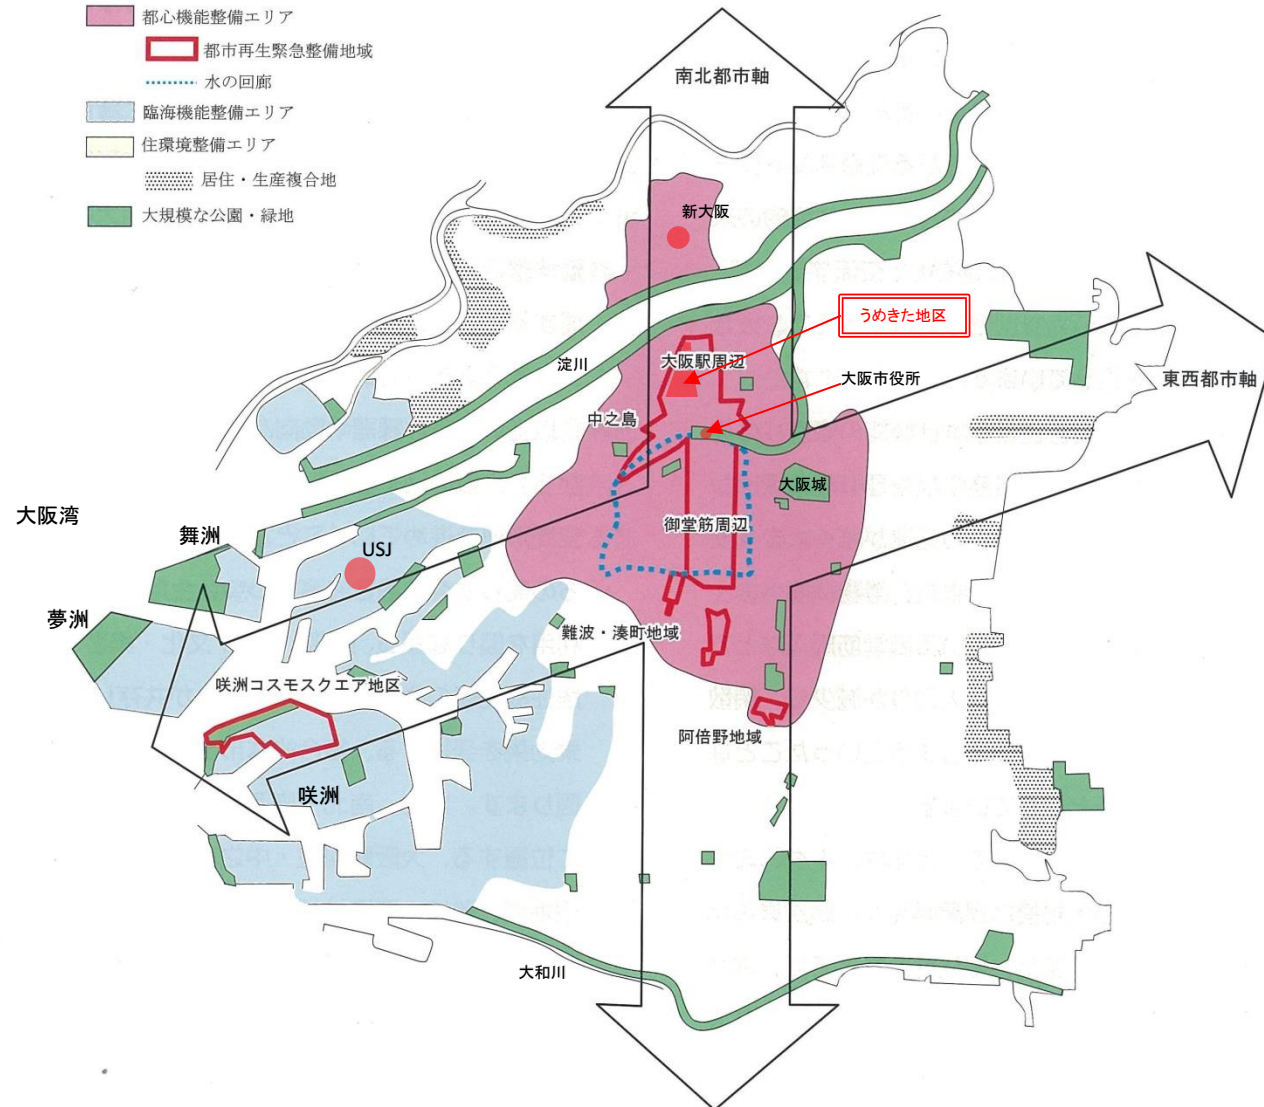 都心機能整備エリア
都市再生緊急整備地域
水の回廊
臨海機能整備エリア
住環境整備エリア
居住・生産複合地
大規模な公園・緑地
南北都市軸
新大阪
うめきた地区
大阪駅周辺
淀川
大阪市役所
東西都市軸
中之島
大阪城
大阪湾
舞洲
御堂筋周辺
USJ
夢洲
難波・湊町地域
咲洲コスモスクエア地区
阿倍野地域
咲洲
大和川